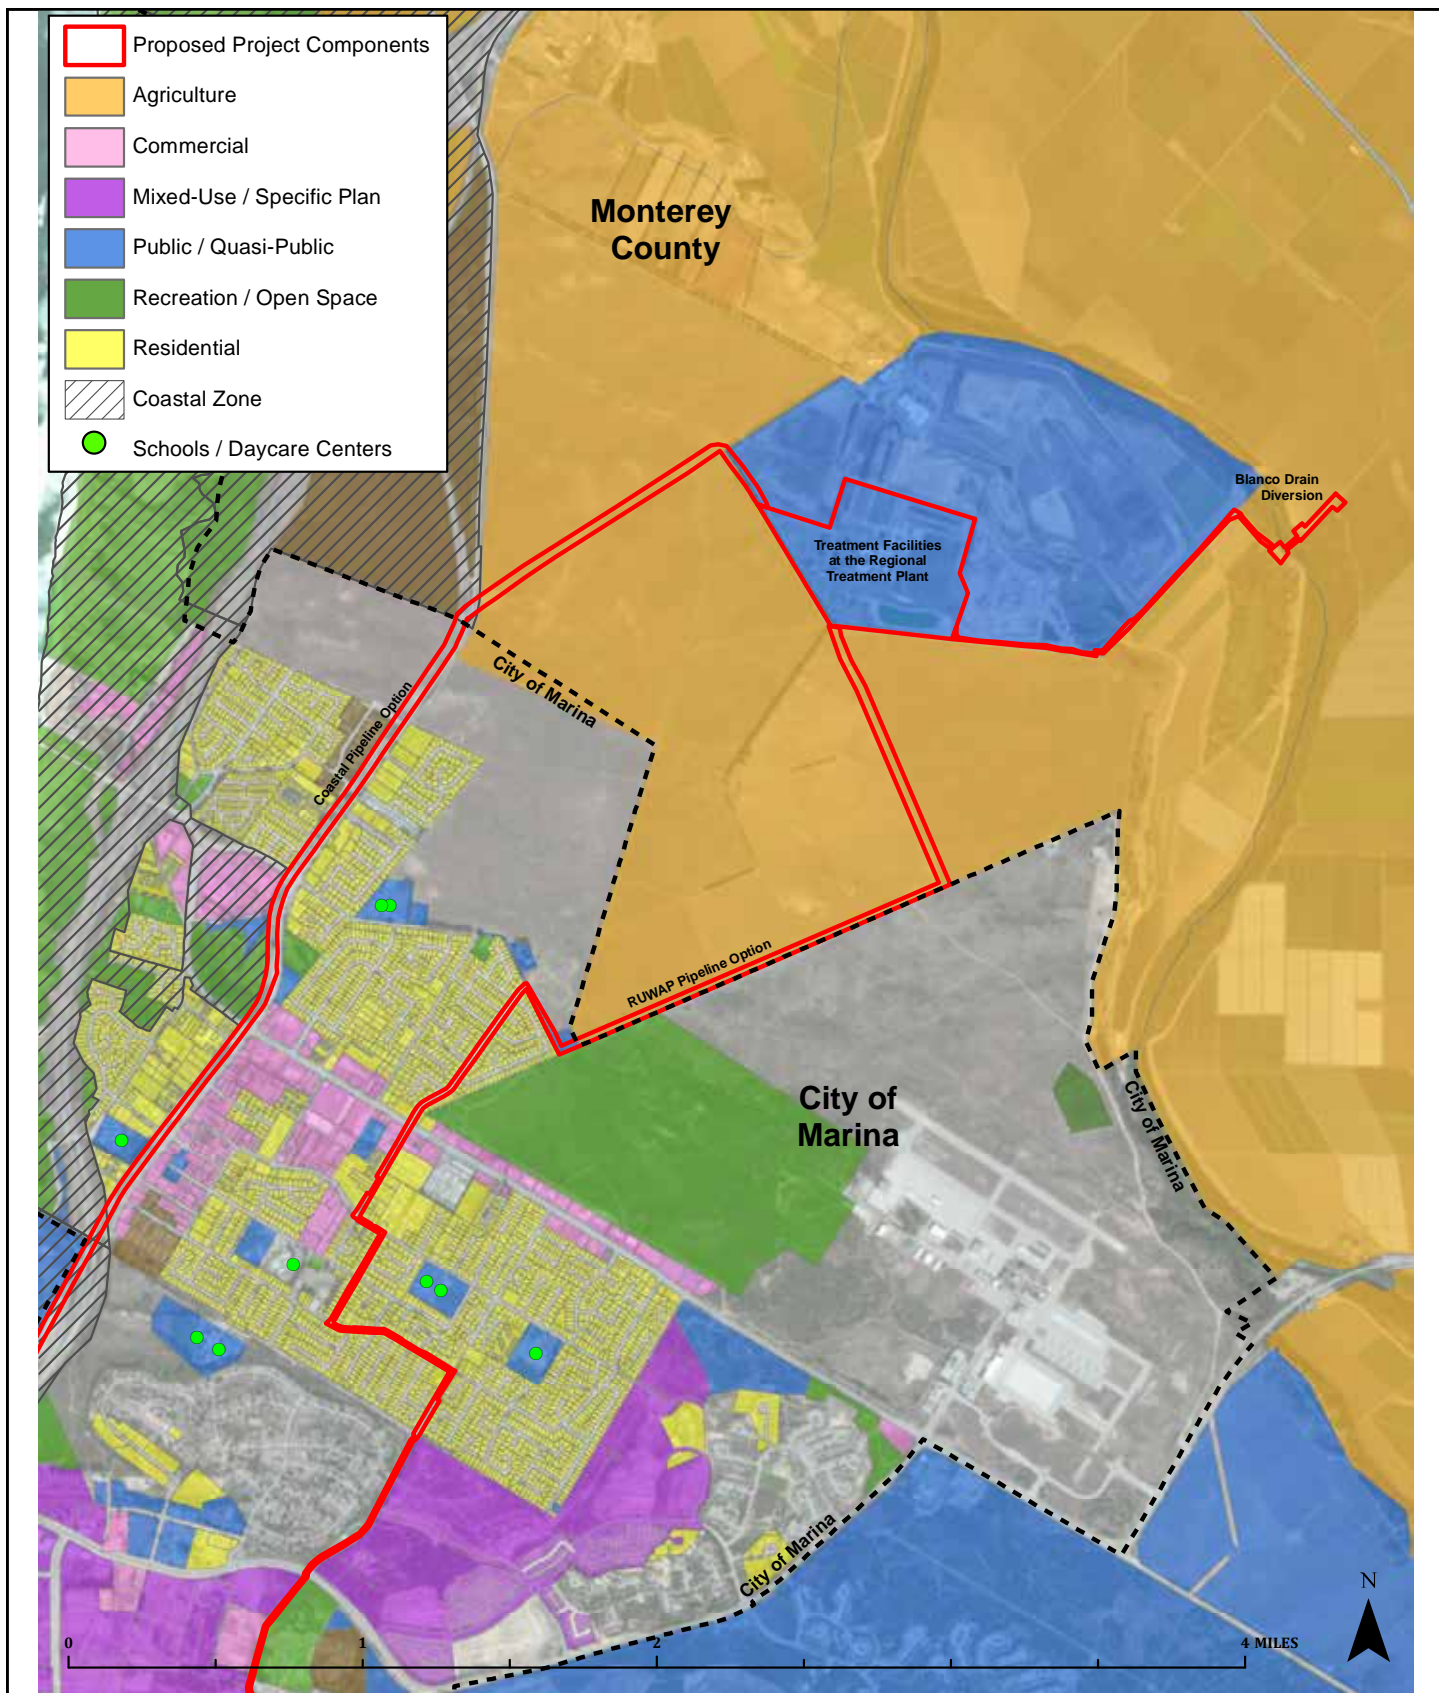 Proposed Project Components
Agriculture
Commercial
Mixed-Use / Specific Plan
Public / Quasi-Public
Recreation / Open Space
Residential
Coastal Zone
Schools / Daycare Centers
Monterey
County
Blanco Drain
Diversion
Treatment Facilities
at the Regional
Treatment Plant
City of Marina
Coastal Pipeline Option
RUWAP Pipeline Option
City of
Marina
City of Marina
City of Marina
N
0
1
2
4 MILES